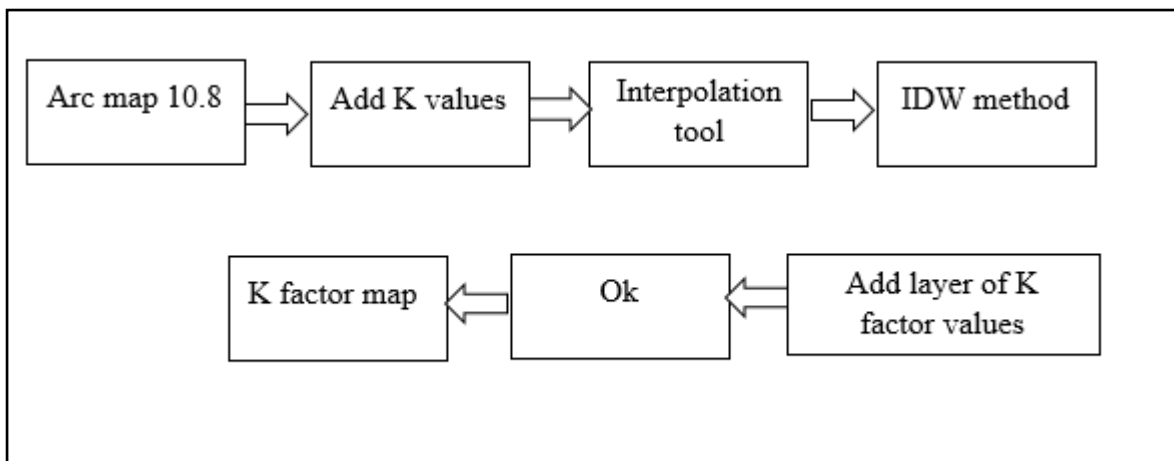 Arc map 10.8
Add K values
Interpolation
tool
IDW method
K factor map
Ok
Add layer of K
factor values